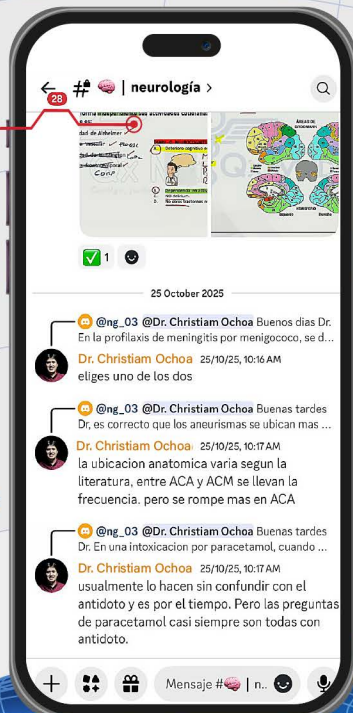 28
# | neurología >
dad de Alzheimer
25 October 2025
@ng_03 @Dr. Christiam Ochoa Buenos dias Dr.
En la profilaxis de meningitis por menigococo, se d...
Dr. Christiam Ochoa 25/10/25, 10:16 AM
eliges uno de los dos
@ng_03 @Dr. Christiam Ochoa Buenas tardes
Dr, es correcto que los aneurismas se ubican mas ...
Dr. Christiam Ochoa 25/10/25, 10:17 AM
la ubicacion anatomica varia segun la
literatura, entre ACA y ACM se llevan la
frecuencia. pero se rompe mas en ACA
@ng_03 @Dr. Christiam Ochoa Buenas tardes
Dr. En una intoxicacion por paracetamol, cuando ...
Dr. Christiam Ochoa 25/10/25, 10:17 AM
usualmente lo hacen sin confundir con el
antidoto y es por el tiempo. Pero las preguntas
de paracetamol casi siempre son todas con
antidoto.
1
Mensaje # | n..